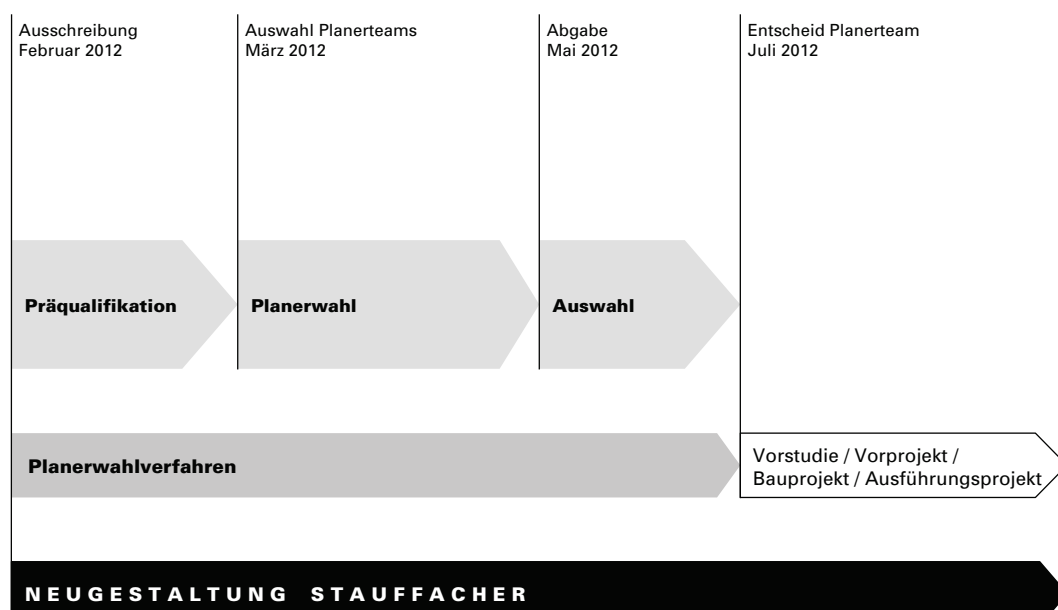 Ausschreibung
Februar 2012
Auswahl Planerteams
März 2012
Abgabe
Mai 2012
Entscheid Planerteam
Juli 2012
Präqualifikation
Planerwahl
Auswahl
Planerwahlverfahren
Vorstudie / Vorprojekt /
Bauprojekt / Ausführungsprojekt
NEUGESTALTUNG STAUFFACHER